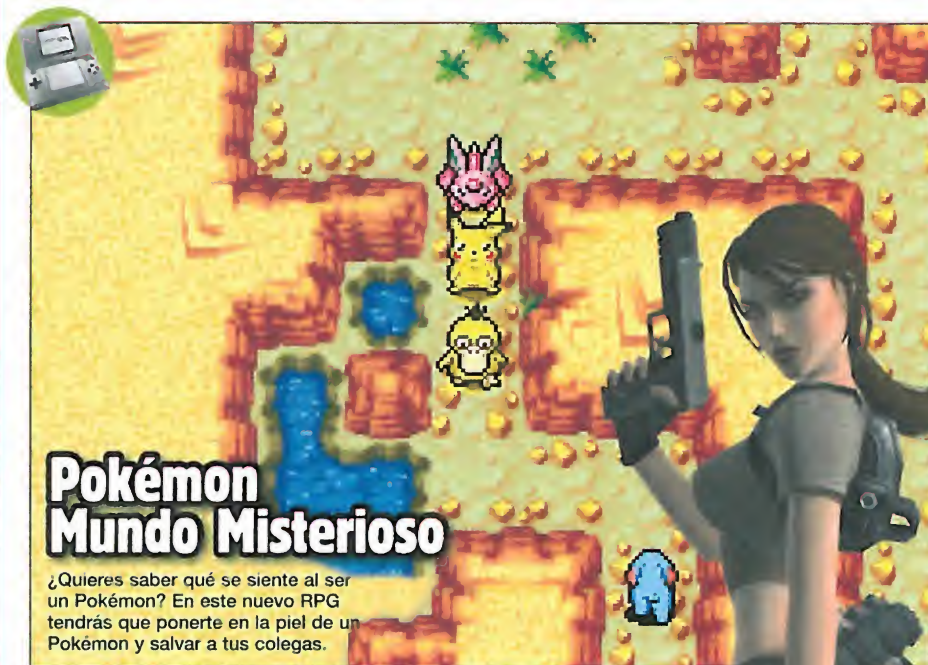 Pokémon
Mundo Misterioso
¿Quieres saber qué se siente al ser
un Pokémon? En este nuevo RPG
tendrás que ponerte en la piel de un
Pokémon y salvar a tus colegas.